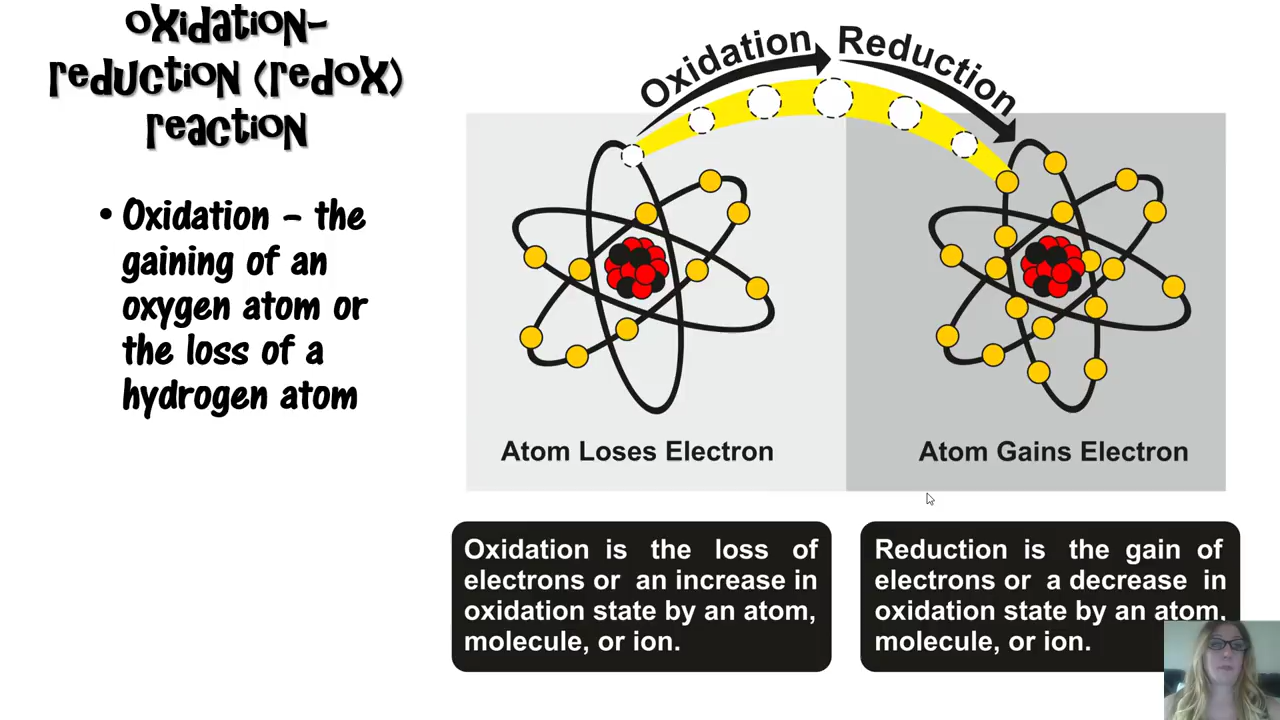 oxidation-
reduction (redox)
reaction
• Oxidation – the
gaining of an
oxygen atom or
the loss of a
hydrogen atom
Oxidation
Reduction
Atom Loses Electron
Atom Gains Electron
Oxidation is the loss of
electrons or an increase in
oxidation state by an atom,
molecule, or ion.
Reduction is the gain of
electrons or a decrease in
oxidation state by an atom,
molecule, or ion.